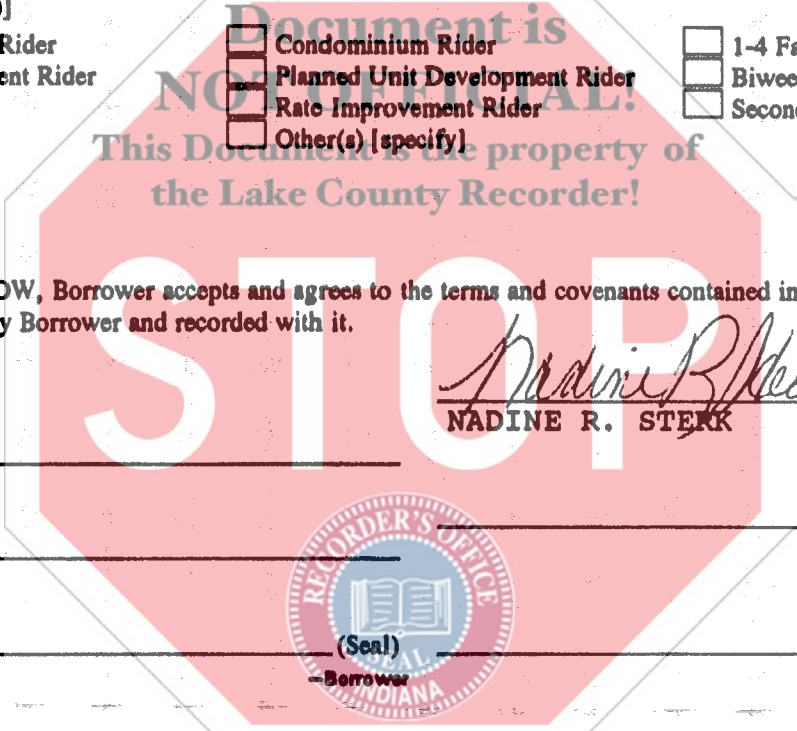 Document is
Rider Condominium Rider 1-4 Fa
ent Rider Planned Unit Development Rider Biwee
NOT OFFICIAL!
Rate Improvement Rider Second
Other(s) [specify]
This Document is the property of
the Lake County Recorder!
OW, Borrower accepts and agrees to the terms and covenants contained in
y Borrower and recorded with it.
STOP
Nadine R
NADINE R. STERK
RECORDER'S OFFICE
(Seal)
SEAL
-Borrower
INDIANA